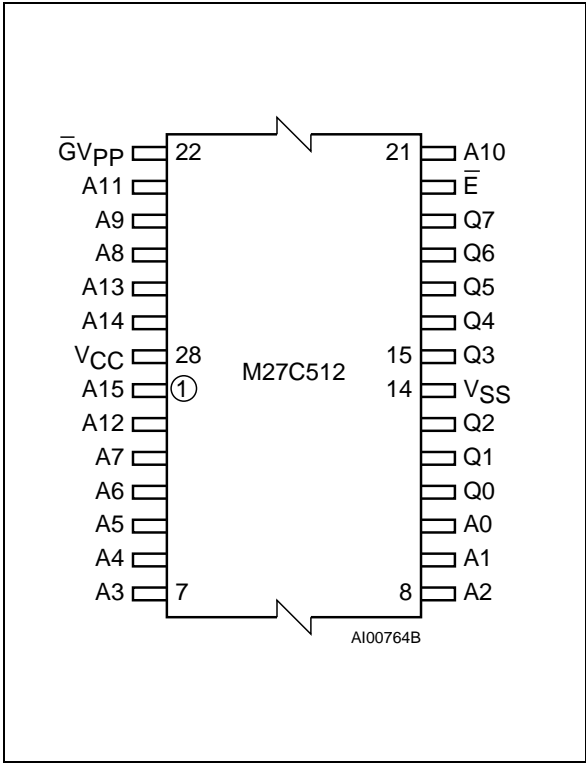 G̅VPP 22 21 A10
A11 E̅
A9 Q7
A8 Q6
A13 Q5
A14 Q4
VCC 28 15 Q3
M27C512
A15 1 14 VSS
A12 Q2
A7 Q1
A6 Q0
A5 A0
A4 A1
A3 7 8 A2
AI00764B